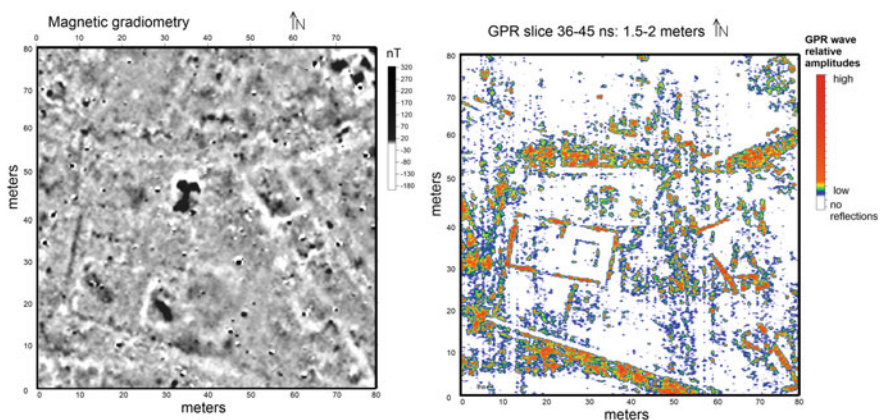 Magnetic gradiometry
N
0 10 20 30 40 50 60 70 80
80
70
60
50
40
30
20
10
0
meters
0 10 20 30 40 50 60 70 80
meters
nT
320
270
220
170
120
70
20
-30
-80
-130
-180
GPR slice 36-45 ns: 1.5-2 meters N
80
70
60
50
40
30
20
10
0
meters
0 10 20 30 40 50 60 70 80
meters
GPR wave
relative
amplitudes
high
low
no
reflections